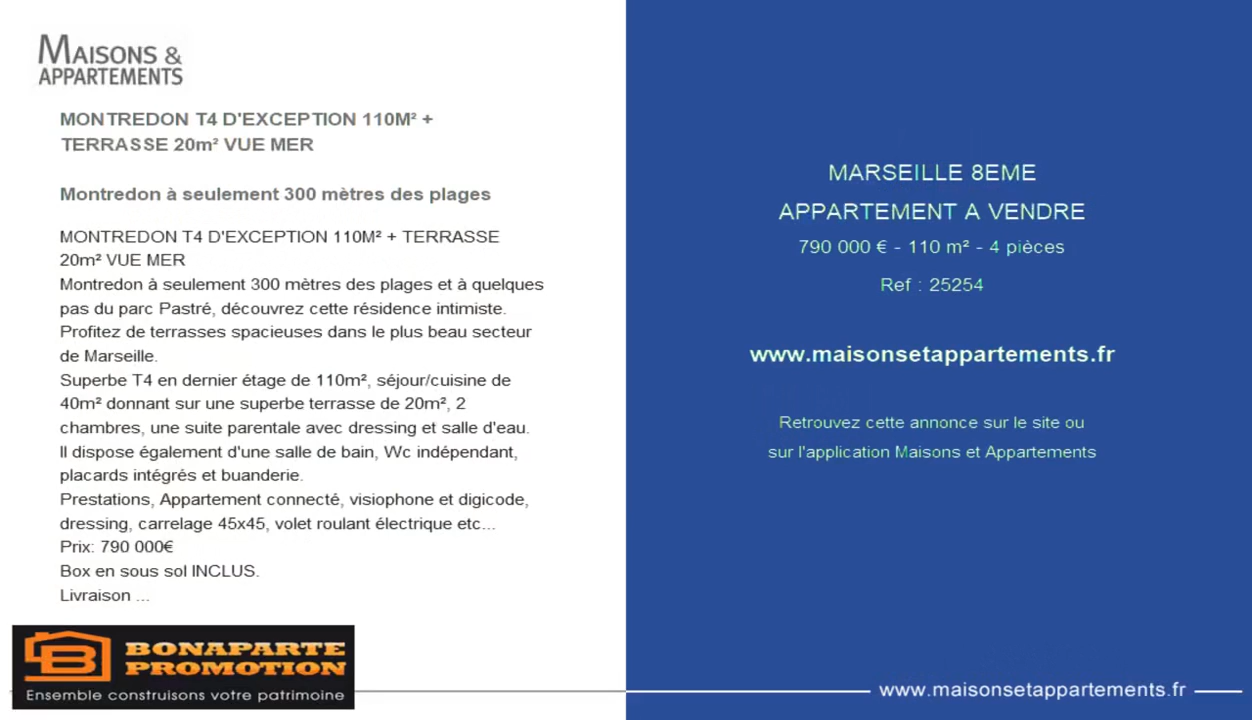 MAISONS &
APPARTEMENTS
MONTREDON T4 D'EXCEPTION 110M² +
TERRASSE 20m² VUE MER
Montredon à seulement 300 mètres des plages
MONTREDON T4 D'EXCEPTION 110M² + TERRASSE
20m² VUE MER
Montredon à seulement 300 mètres des plages et à quelques
pas du parc Pastré, découvrez cette résidence intimiste.
Profitez de terrasses spacieuses dans le plus beau secteur
de Marseille.
Superbe T4 en dernier étage de 110m², séjour/cuisine de
40m² donnant sur une superbe terrasse de 20m², 2
chambres, une suite parentale avec dressing et salle d'eau.
Il dispose également d'une salle de bain, Wc indépendant,
placards intégrés et buanderie.
Prestations, Appartement connecté, visiophone et digicode,
dressing, carrelage 45x45, volet roulant électrique etc...
Prix: 790 000€
Box en sous sol INCLUS.
Livraison ...
BONAPARTE
PROMOTION
Ensemble construisons votre patrimoine
MARSEILLE 8EME
APPARTEMENT A VENDRE
790 000 € - 110 m² - 4 pièces
Ref : 25254
www.maisonsetappartements.fr
Retrouvez cette annonce sur le site ou
sur l'application Maisons et Appartements
www.maisonsetappartements.fr